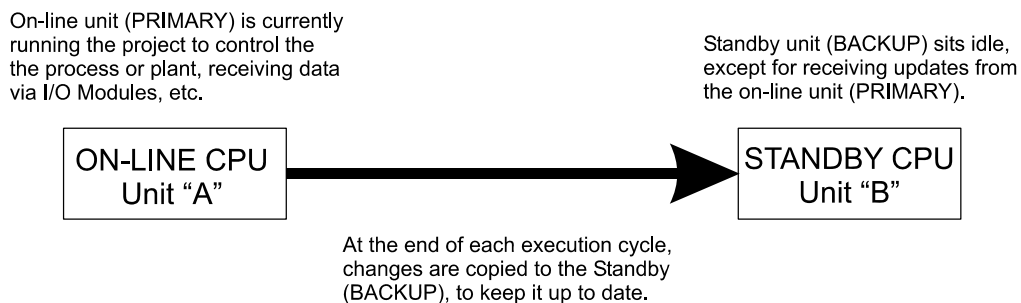 On-line unit (PRIMARY) is currently
running the project to control the
the process or plant, receiving data
via I/O Modules, etc.
Standby unit (BACKUP) sits idle,
except for receiving updates from
the on-line unit (PRIMARY).
ON-LINE CPU
Unit “A”
STANDBY CPU
Unit “B”
At the end of each execution cycle,
changes are copied to the Standby
(BACKUP), to keep it up to date.